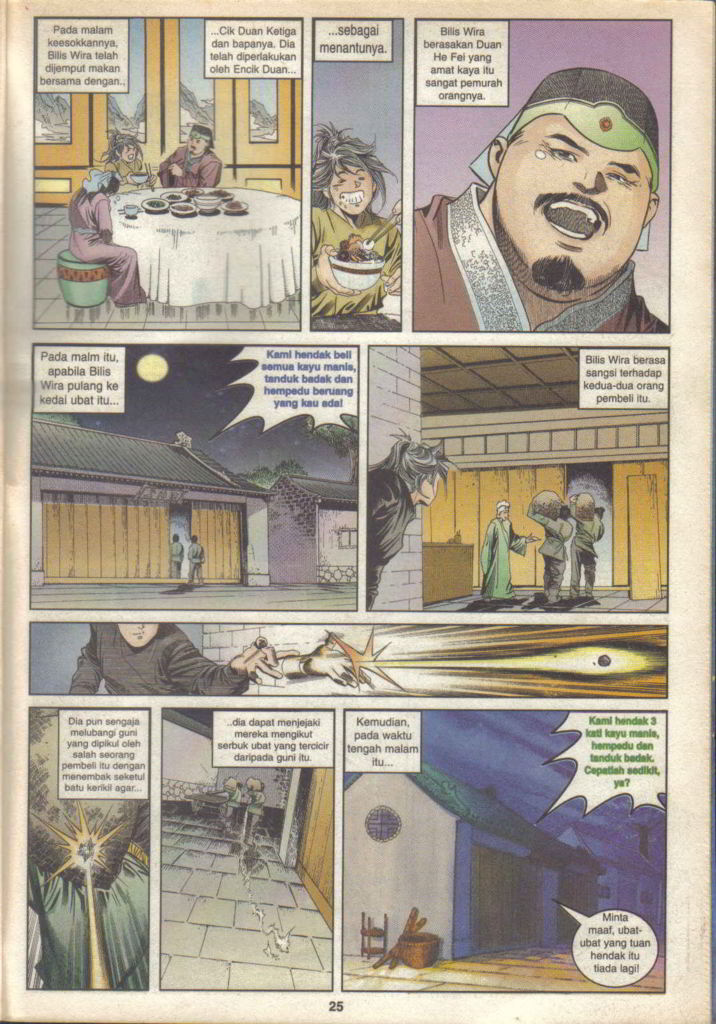 Pada malam
keesokkannya,
Bilis Wira telah
dijemput makan
bersama dengan..
...Cik Duan Ketiga
dan bapanya. Dia
telah diperlakukan
oleh Encik Duan...
...sebagai
menantunya.
Bilis Wira
berasakan Duan
He Fei yang
amat kaya itu
sangat pemurah
orangnya.
Pada malm itu,
apabila Bilis
Wira pulang ke
kedai ubat itu...
Kami hendak beli
semua kayu manis,
tanduk badak dan
hempedu beruang
yang kau ada!
Bilis Wira berasa
sangsi terhadap
kedua-dua orang
pembeli itu.
Dia pun sengaja
melubangi guni
yang dipikul oleh
salah seorang
pembeli itu dengan
menembak seketul
batu kerikil agar...
..dia dapat menjejaki
mereka mengikut
serbuk ubat yang tercicir
daripada guni itu.
Kemudian,
pada waktu
tengah malam
itu...
Kami hendak 3
kati kayu manis,
hempedu dan
tanduk badak.
Cepatlah sedikit,
ya?
Minta
maaf, ubat-
ubat yang tuan
hendak itu
tiada lagi!
25